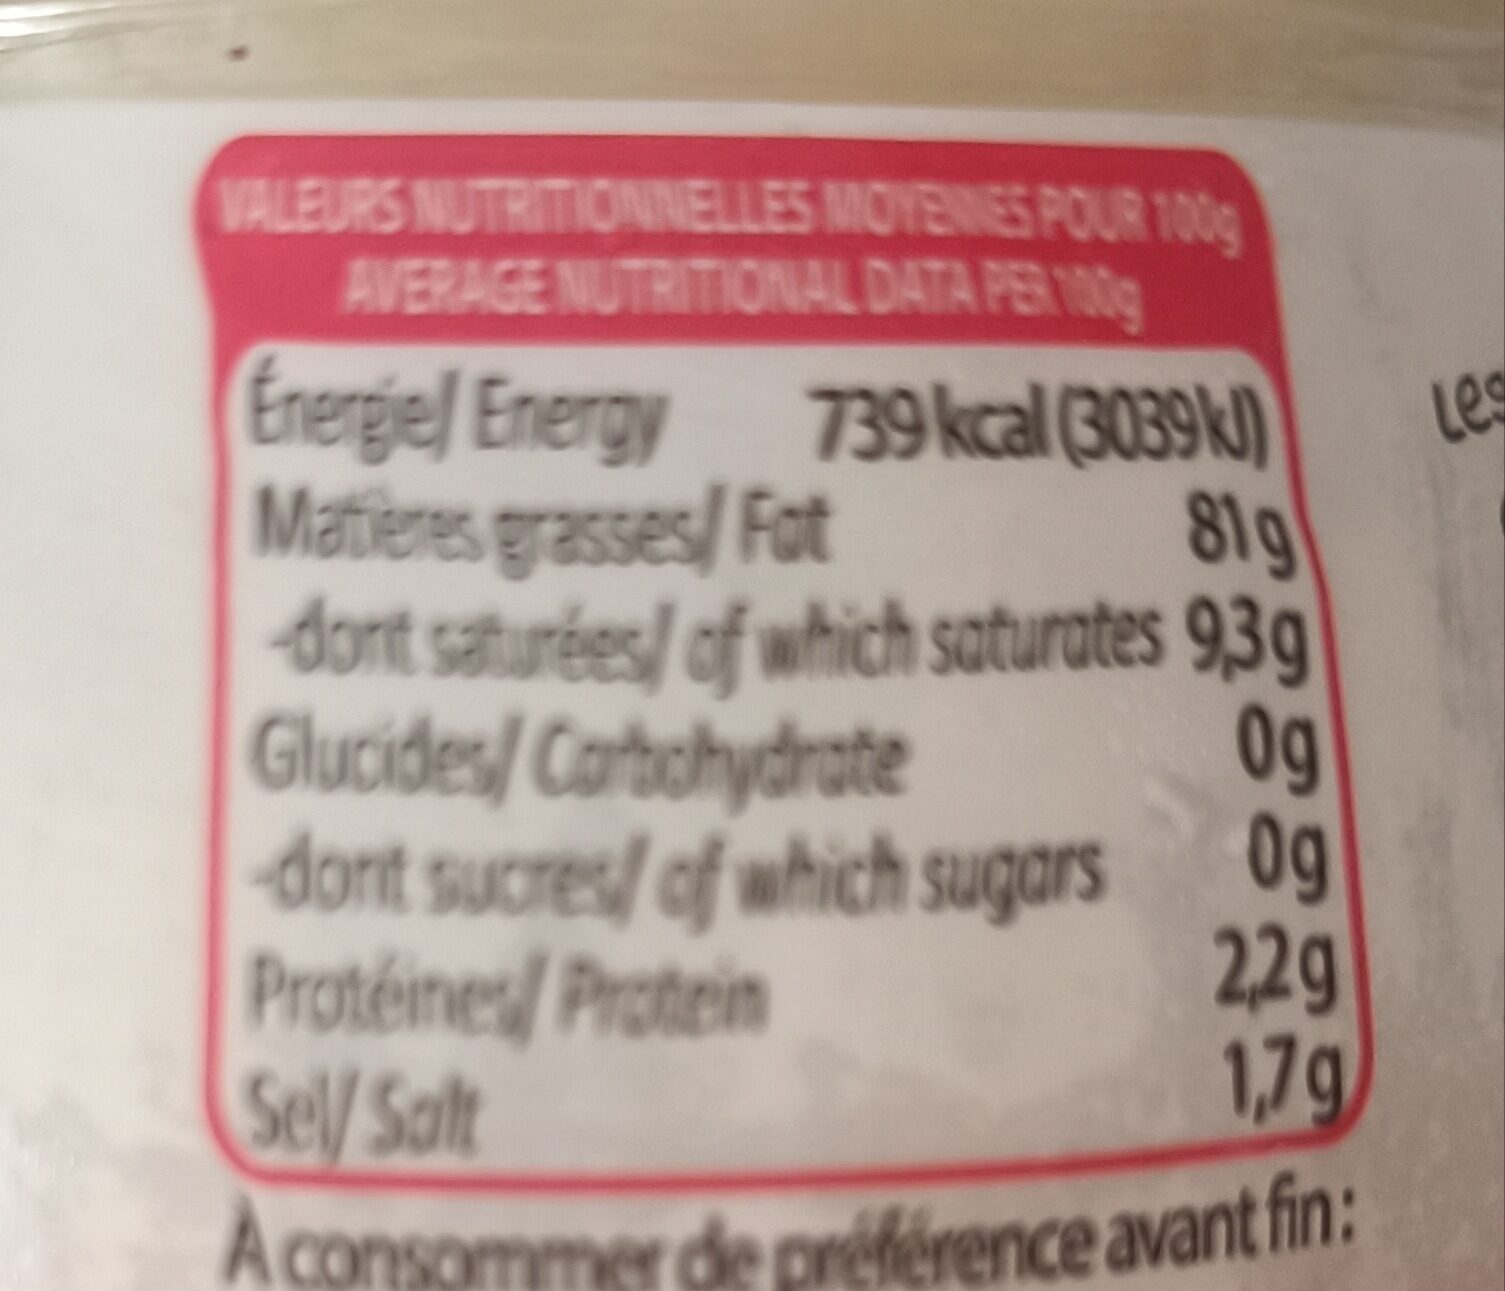 VALEURS NUTRITIONNELLES MOYENNES POUR 100g
AVERAGE NUTRITIONAL DATA PER 100g
Énergie/ Energy 739 kcal (3039 kJ)
Matières grasses/ Fat 81g
-dont saturées/ of which saturates 9,3g
Glucides/ Carbohydrate 0g
-dont sucres/ of which sugars 0g
Protéines/ Protein 2,2g
Sel/ Salt 1,7g
A consommer de préférence avant fin:
Les